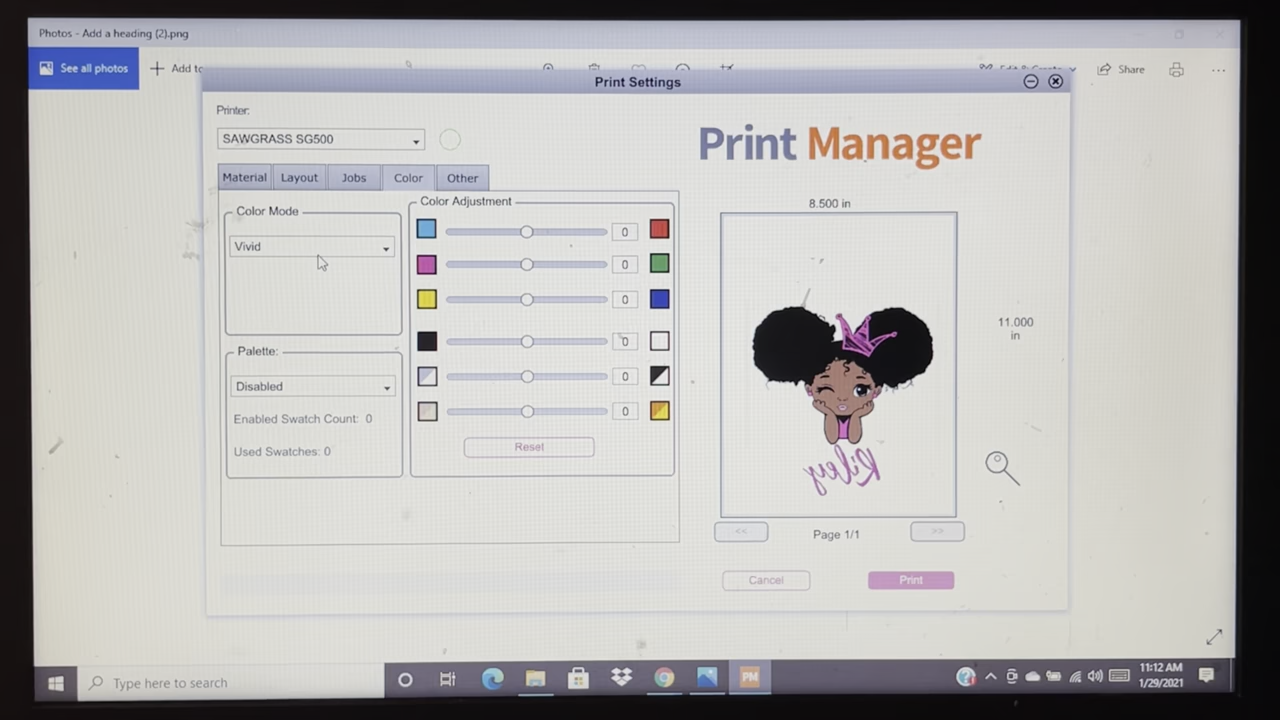 Photos - Add a heading (2).png
See all photos
Add to
Share
Print Settings
Printer:
SAWGRASS SG500
Print Manager
Material
Layout
Jobs
Color
Other
Color Mode
Vivid
Color Adjustment
0
0
0
0
0
0
Reset
Palette:
Disabled
Enabled Swatch Count: 0
Used Swatches: 0
8.500 in
11.000
in
Riley
<<
Page 1/1
>>
Cancel
Print
Type here to search
PM
11:12 AM
1/29/2021